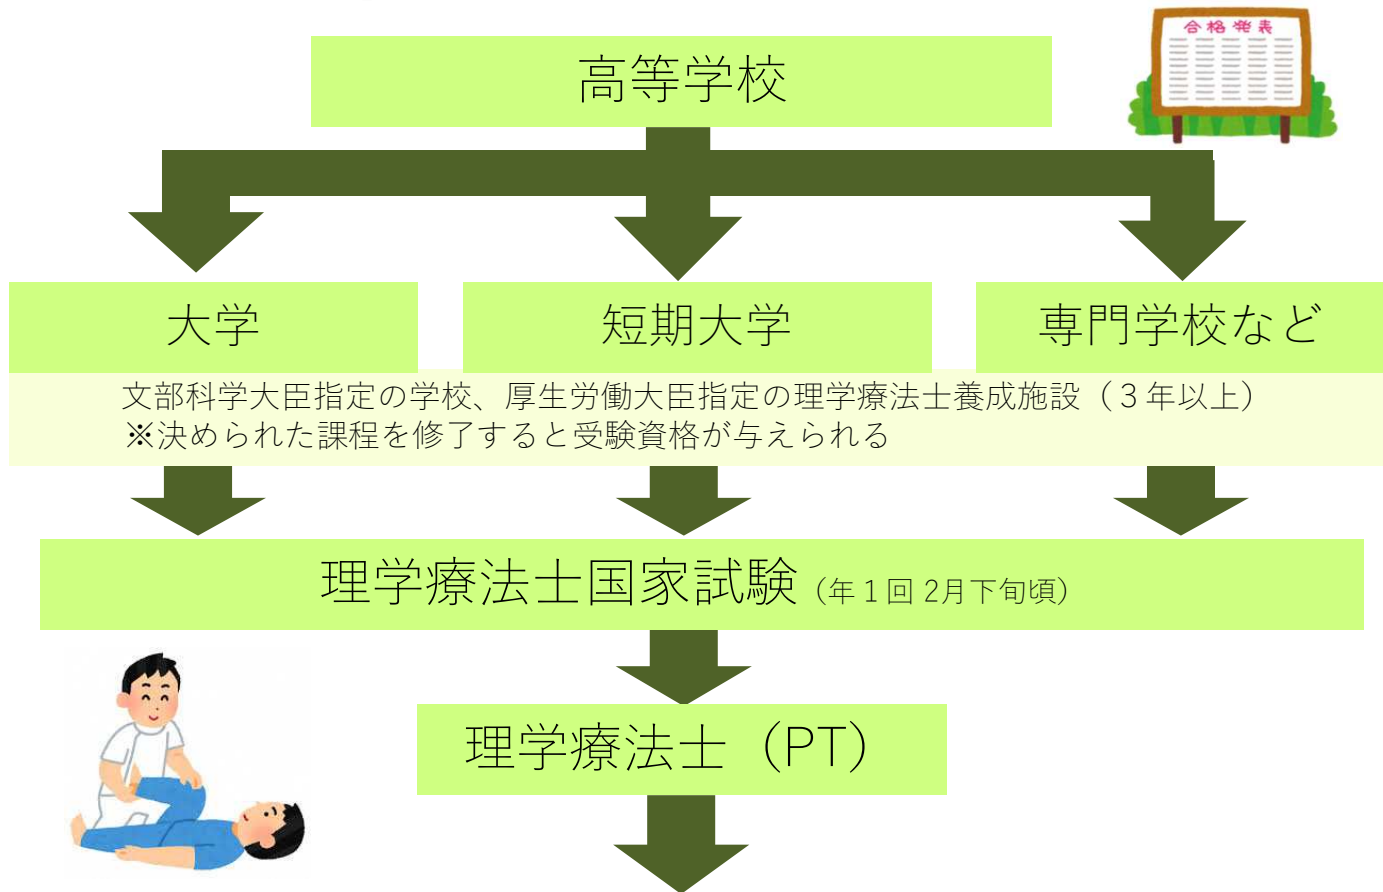 合格発表
高等学校
大学
短期大学
専門学校など
文部科学大臣指定の学校、厚生労働大臣指定の理学療法士養成施設（３年以上）
※決められた課程を修了すると受験資格が与えられる
理学療法士国家試験（年１回 2月下旬頃）
理学療法士（PT）